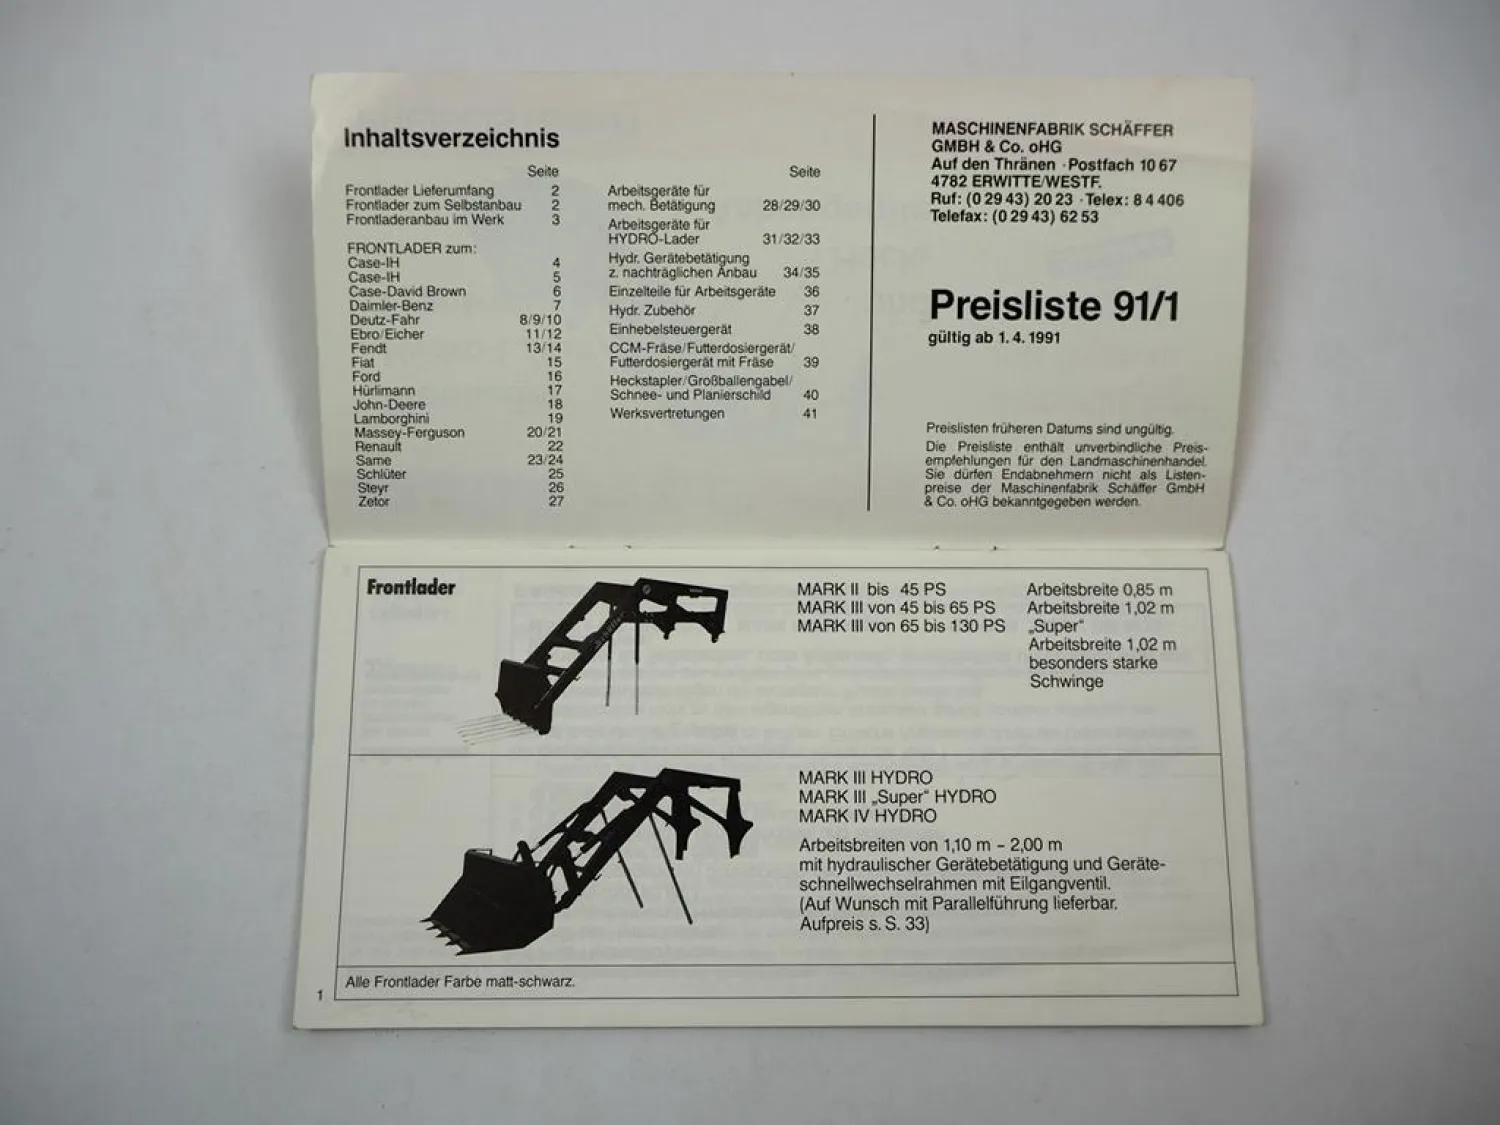 Inhaltsverzeichnis
Seite
Frontlader Lieferumfang 2
Frontlader zum Selbstanbau 2
Frontladeranbau im Werk 3
FRONTLADER zum:
Case-IH 4
Case-IH 5
Case-David Brown 6
Daimler-Benz 7
Deutz-Fahr 8/9/10
Ebro/Eicher 11/12
Fendt 13/14
Fiat 15
Ford 16
Hürlimann 17
John-Deere 18
Lamborghini 19
Massey-Ferguson 20/21
Renault 22
Same 23/24
Schlüter 25
Steyr 26
Zetor 27
Seite
Arbeitsgeräte für
mech. Betätigung 28/29/30
Arbeitsgeräte für
HYDRO-Lader 31/32/33
Hydr. Gerätebetätigung
z. nachträglichen Anbau 34/35
Einzelteile für Arbeitsgeräte 36
Hydr. Zubehör 37
Einhebelsteuergerät 38
CCM-Fräse/Futterdosiergerät/
Futterdosiergerät mit Fräse 39
Heckstapler/Großballengabel/
Schnee- und Planierschild 40
Werksvertretungen 41
MASCHINENFABRIK SCHÄFFER
GMBH & Co. oHG
Auf den Thränen · Postfach 10 67
4782 ERWITTE/WESTF.
Ruf: (0 29 43) 20 23 · Telex: 8 4 406
Telefax: (0 29 43) 62 53
Preisliste 91/1
gültig ab 1. 4. 1991
Preislisten früheren Datums sind ungültig.
Die Preisliste enthält unverbindliche Preis-
empfehlungen für den Landmaschinenhandel.
Sie dürfen Endabnehmern nicht als Listen-
preise der Maschinenfabrik Schäffer GmbH
& Co. oHG bekanntgegeben werden.
Frontlader
MARK II bis 45 PS Arbeitsbreite 0,85 m
MARK III von 45 bis 65 PS Arbeitsbreite 1,02 m
MARK III von 65 bis 130 PS „Super“
Arbeitsbreite 1,02 m
besonders starke
Schwinge
MARK III HYDRO
MARK III „Super“ HYDRO
MARK IV HYDRO
Arbeitsbreiten von 1,10 m – 2,00 m
mit hydraulischer Gerätebetätigung und Geräte-
schnellwechselrahmen mit Eilgangventil.
(Auf Wunsch mit Parallelführung lieferbar.
Aufpreis s. S. 33)
Alle Frontlader Farbe matt-schwarz.
1